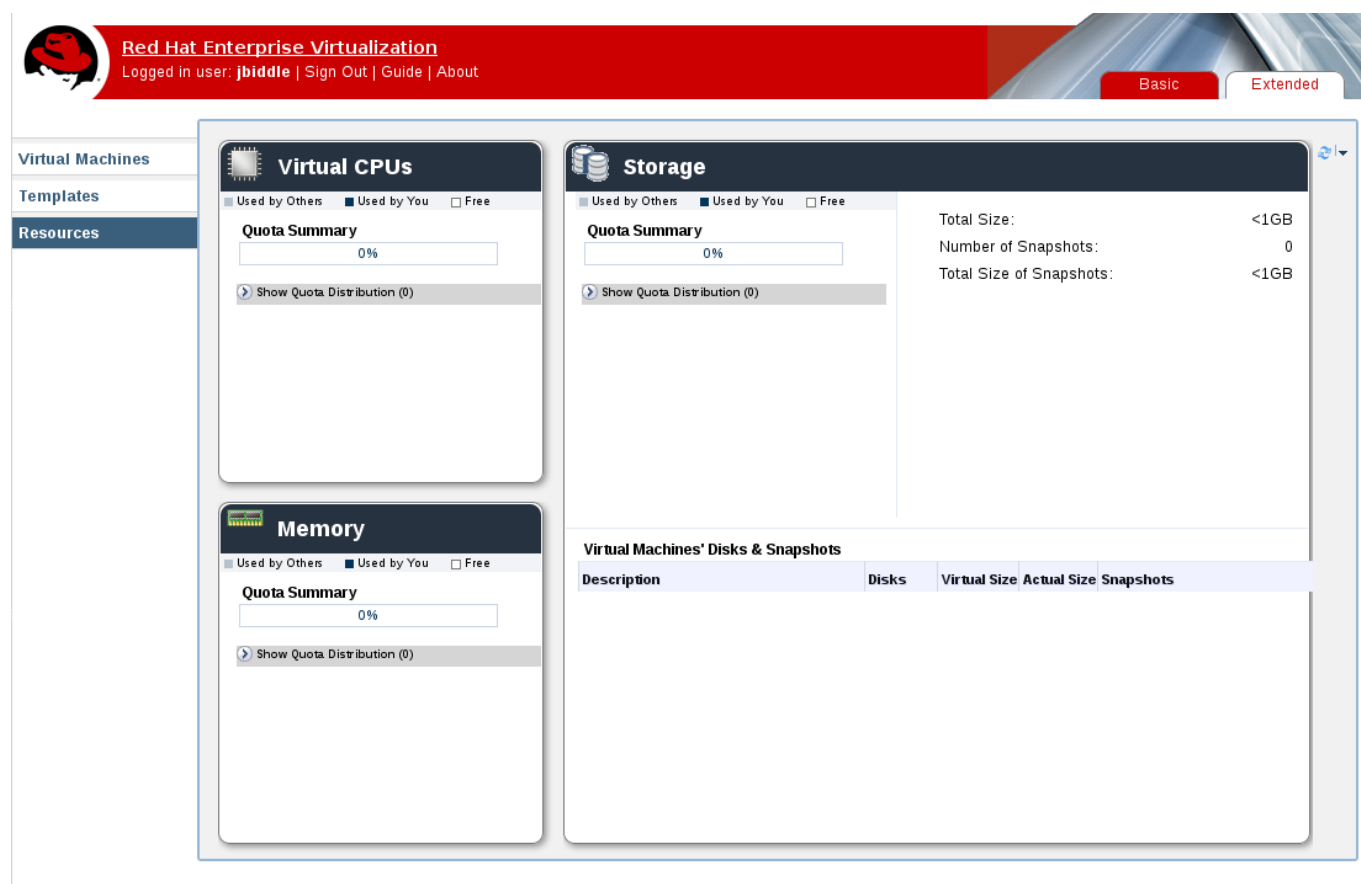 Red Hat Enterprise Virtualization
Logged in user: jbiddle | Sign Out | Guide | About
Basic
Extended
Virtual Machines
Templates
Resources
Virtual CPUs
Used by Others Used by You Free
Quota Summary
0%
Show Quota Distribution (0)
Memory
Used by Others Used by You Free
Quota Summary
0%
Show Quota Distribution (0)
Storage
Used by Others Used by You Free
Quota Summary
0%
Show Quota Distribution (0)
Total Size: <1GB
Number of Snapshots: 0
Total Size of Snapshots: <1GB
Virtual Machines' Disks & Snapshots
Description Disks Virtual Size Actual Size Snapshots